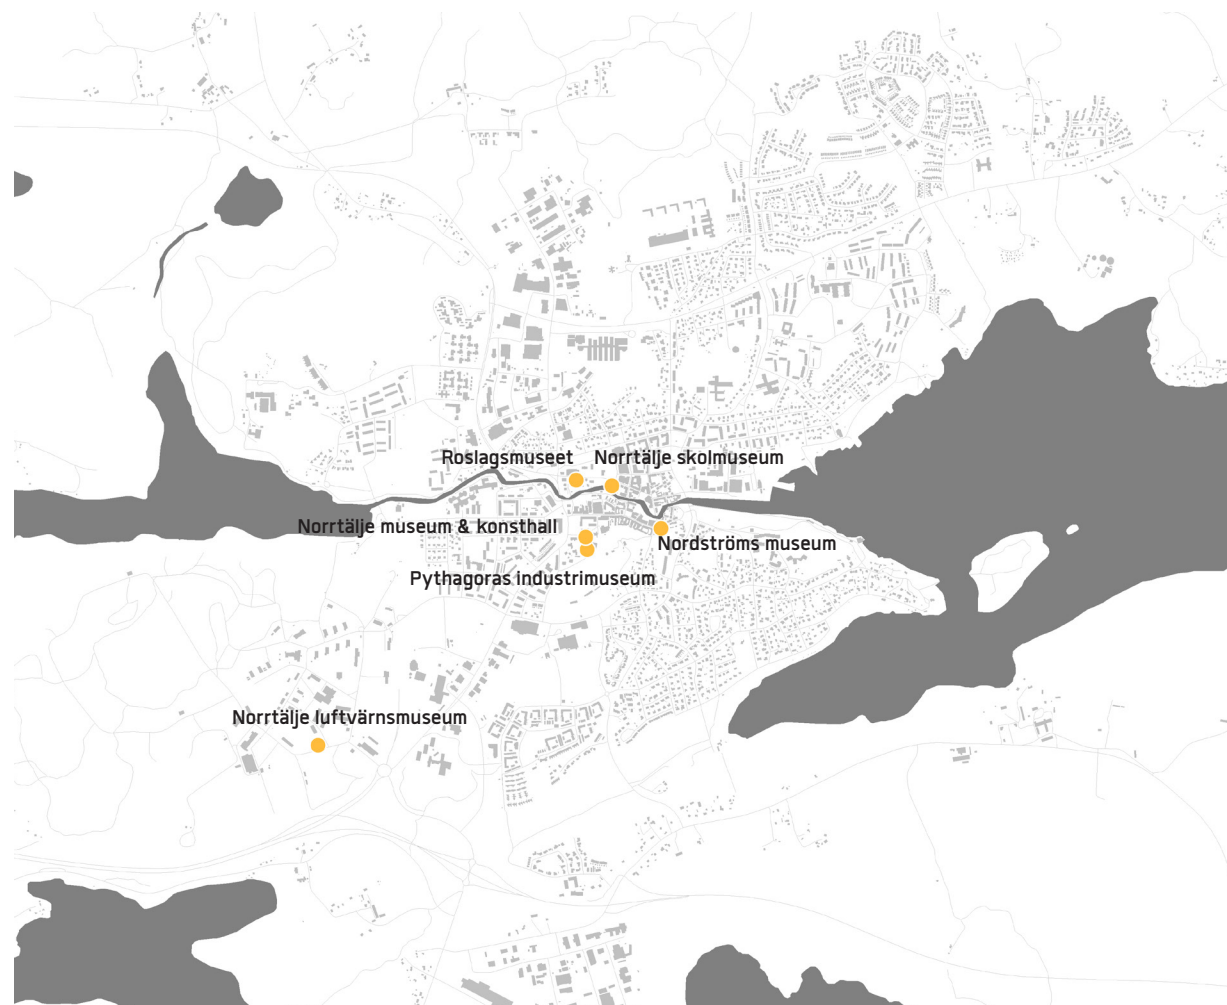 Roslagsmuseet
Norrtälje skolmuseum
Norrtälje museum & konsthall
Nordströms museum
Pythagoras industrimuseum
Norrtälje luftvärnsmuseum